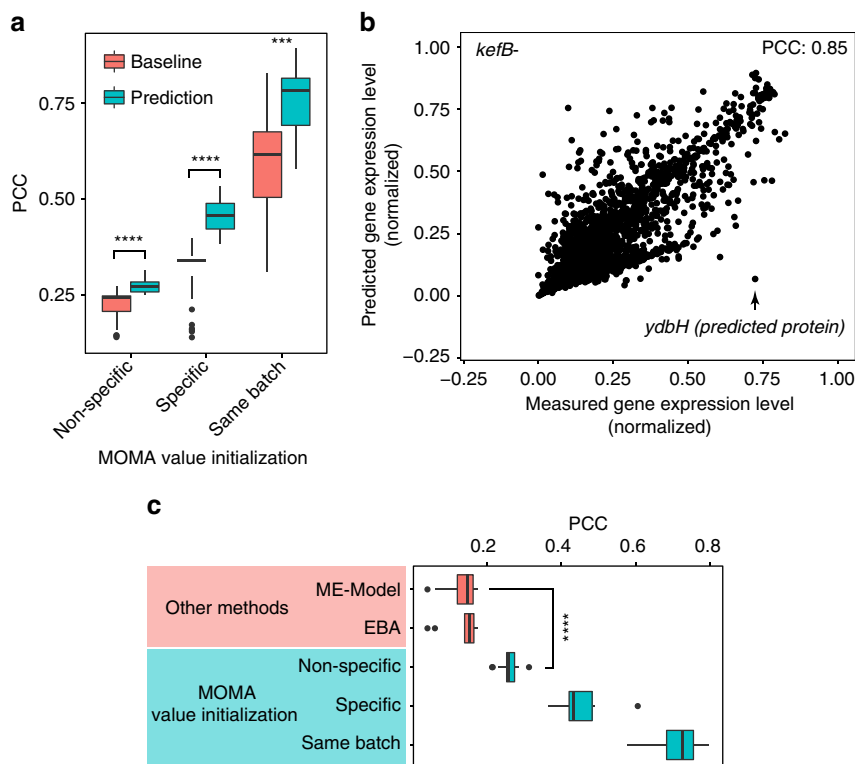 a
Baseline
Prediction
***
****
****
0.75
0.50
0.25
PCC
Non-specific
Specific
Same batch
MOMA value initialization
b
kefB-
PCC: 0.85
1.00
0.75
0.50
0.25
0.00
−0.25
Predicted gene expression level
(normalized)
ydbH (predicted protein)
−0.25
0.00
0.25
0.50
0.75
1.00
Measured gene expression level
(normalized)
c
PCC
0.2
0.4
0.6
0.8
Other methods
ME-Model
EBA
****
MOMA
value initialization
Non-specific
Specific
Same batch